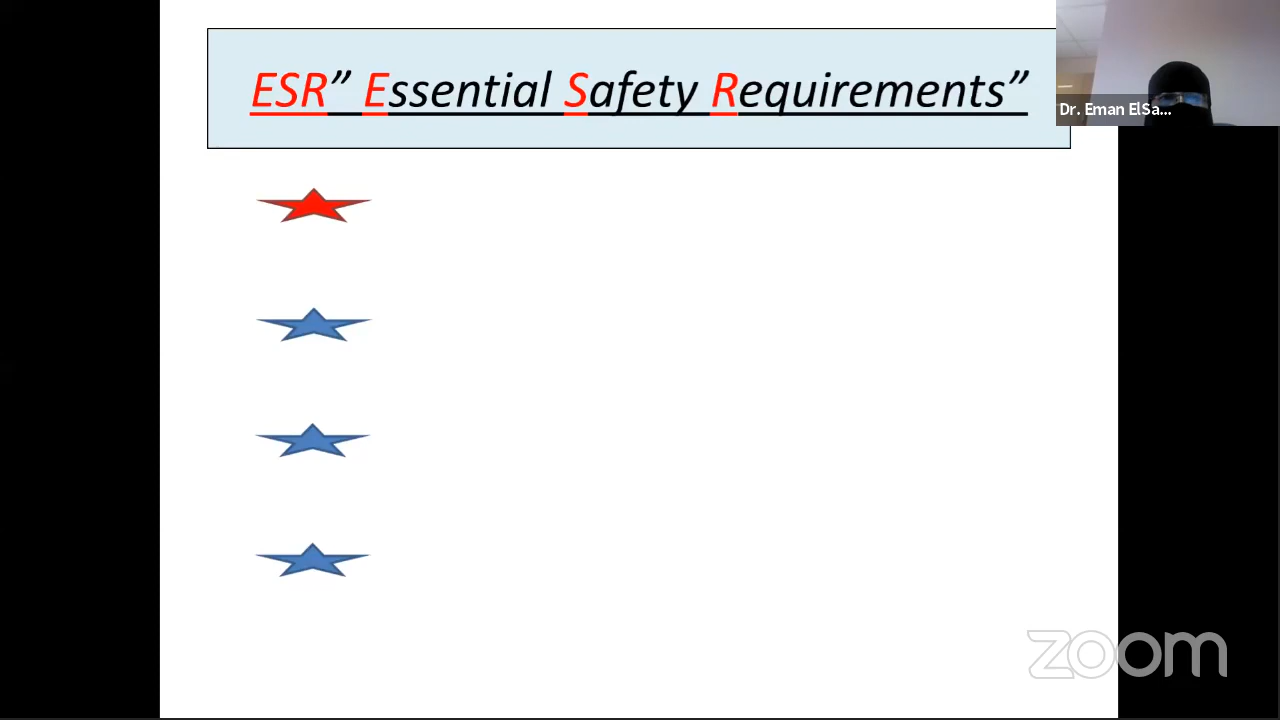 ESR” Essential Safety Requirements”
Dr. Eman ElSa...
zoom